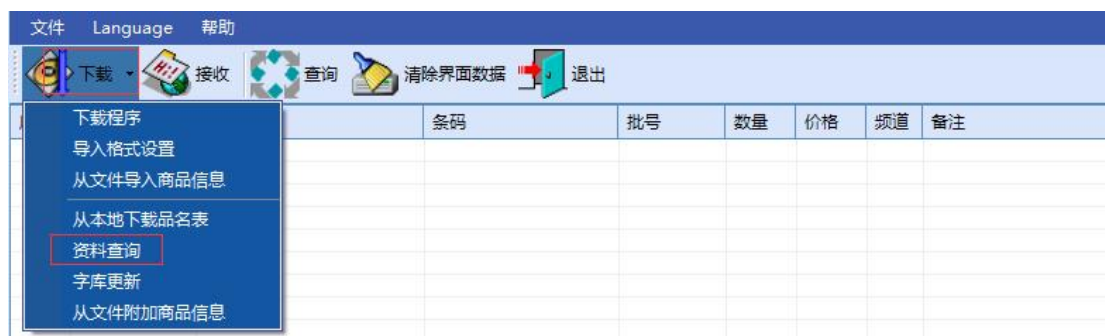 文件 Language 帮助
下载 接收 查询 清除界面数据 退出
条码 批号 数量 价格 频道 备注
下载程序
导入格式设置
从文件导入商品信息
从本地下载品名表
资料查询
字库更新
从文件附加商品信息